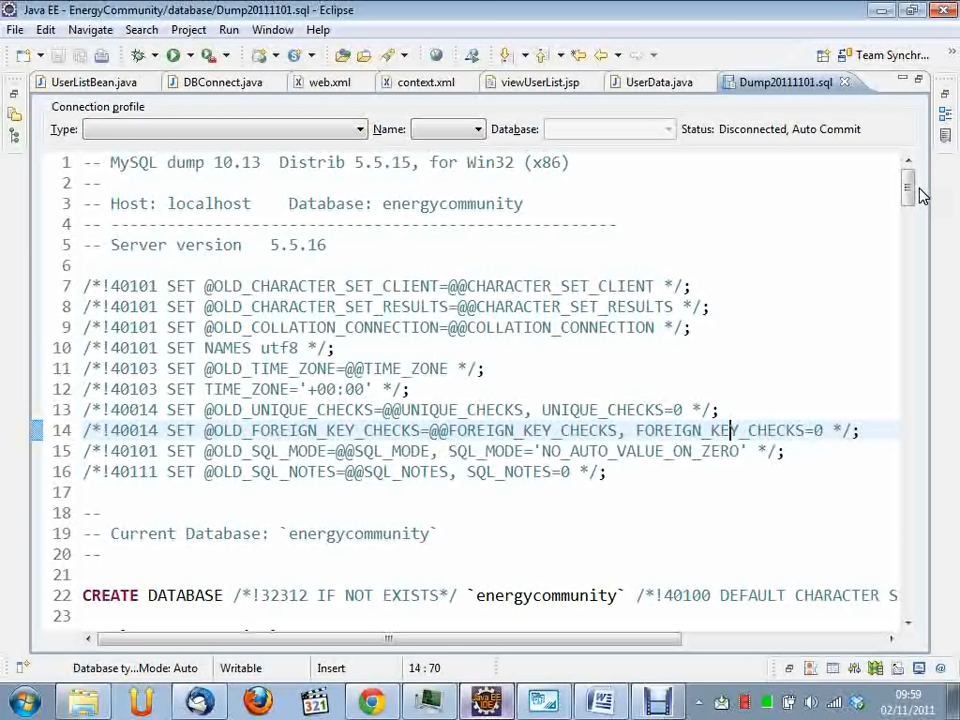 Java EE - EnergyCommunity/database/Dump20111101.sql - Eclipse
File Edit Navigate Search Project Run Window Help
Team Synchr...
UserListBean.java DBConnect.java web.xml context.xml viewUserList.jsp UserData.java Dump20111101.sql
Connection profile
Type: Name: Database: Status: Disconnected, Auto Commit
1 -- MySQL dump 10.13  Distrib 5.5.15, for Win32 (x86)
2 --
3 -- Host: localhost    Database: energycommunity
4 -- ------------------------------------------------------
5 -- Server version   5.5.16
6
7 /*!40101 SET @OLD_CHARACTER_SET_CLIENT=@@CHARACTER_SET_CLIENT */;
8 /*!40101 SET @OLD_CHARACTER_SET_RESULTS=@@CHARACTER_SET_RESULTS */;
9 /*!40101 SET @OLD_COLLATION_CONNECTION=@@COLLATION_CONNECTION */;
10 /*!40101 SET NAMES utf8 */;
11 /*!40103 SET @OLD_TIME_ZONE=@@TIME_ZONE */;
12 /*!40103 SET TIME_ZONE='+00:00' */;
13 /*!40014 SET @OLD_UNIQUE_CHECKS=@@UNIQUE_CHECKS, UNIQUE_CHECKS=0 */;
14 /*!40014 SET @OLD_FOREIGN_KEY_CHECKS=@@FOREIGN_KEY_CHECKS, FOREIGN_KEY_CHECKS=0 */;
15 /*!40101 SET @OLD_SQL_MODE=@@SQL_MODE, SQL_MODE='NO_AUTO_VALUE_ON_ZERO' */;
16 /*!40111 SET @OLD_SQL_NOTES=@@SQL_NOTES, SQL_NOTES=0 */;
17
18 --
19 -- Current Database: `energycommunity`
20 --
21
22 CREATE DATABASE /*!32312 IF NOT EXISTS*/ `energycommunity` /*!40100 DEFAULT CHARACTER S
23
Database ty...Mode: Auto Writable Insert 14 : 70
09:59
02/11/2011